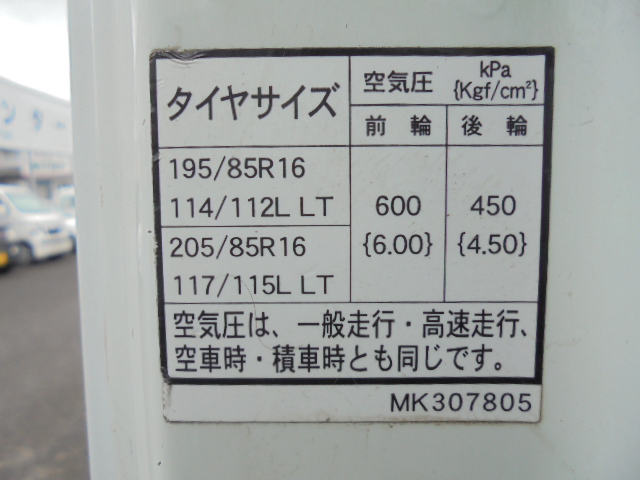 タイヤサイズ
空気圧 kPa
{Kgf/cm²}
前輪 後輪
195/85R16
114/112L LT
205/85R16
117/115L LT
600 450
{6.00} {4.50}
空気圧は、一般走行・高速走行、
空車時・積車時とも同じです。
MK307805